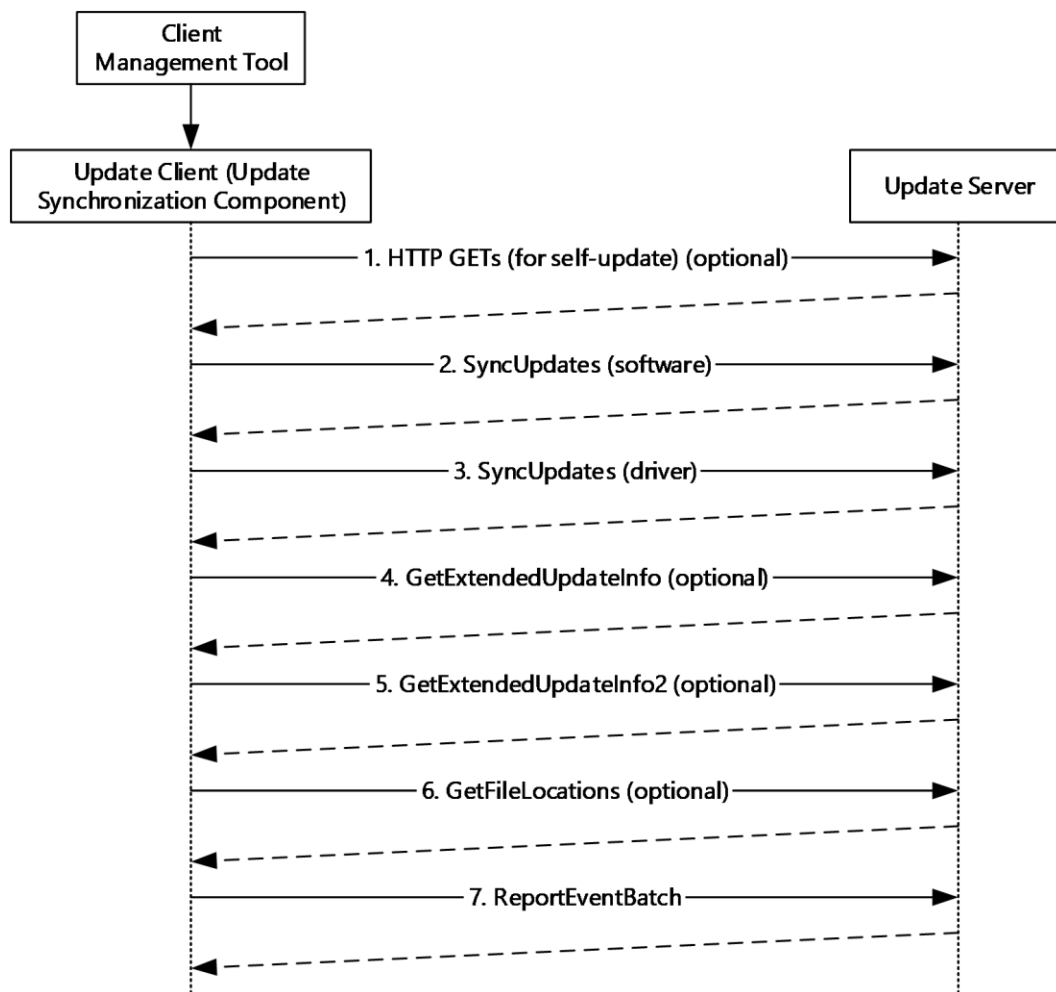 Client
Management Tool
Update Client (Update
Synchronization Component)
Update Server
1. HTTP GETs (for self-update) (optional)
2. SyncUpdates (software)
3. SyncUpdates (driver)
4. GetExtendedUpdateInfo (optional)
5. GetExtendedUpdateInfo2 (optional)
6. GetFileLocations (optional)
7. ReportEventBatch